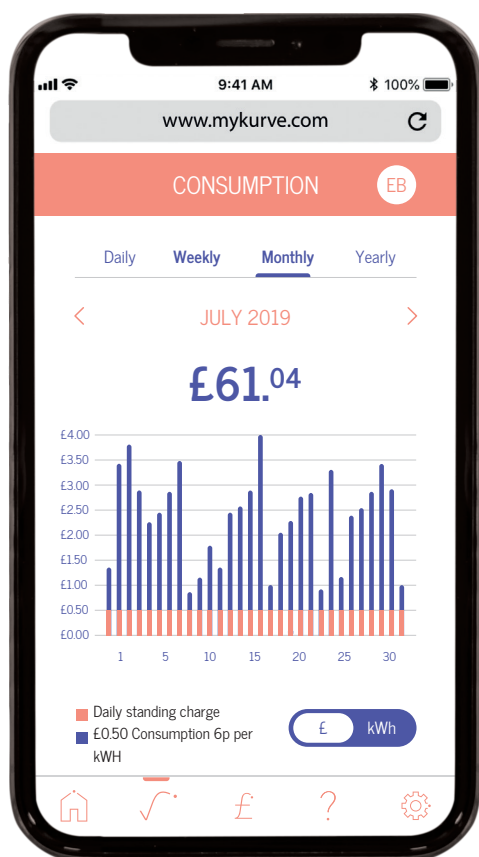 9:41 AM
100%
www.mykurve.com
CONSUMPTION
EB
Daily Weekly Monthly Yearly
JULY 2019
£61.04
£4.00
£3.50
£3.00
£2.50
£2.00
£1.50
£1.00
£0.50
£0.00
1 5 10 15 20 25 30
Daily standing charge
£0.50 Consumption 6p per
kWH
£ kWh
£ ?